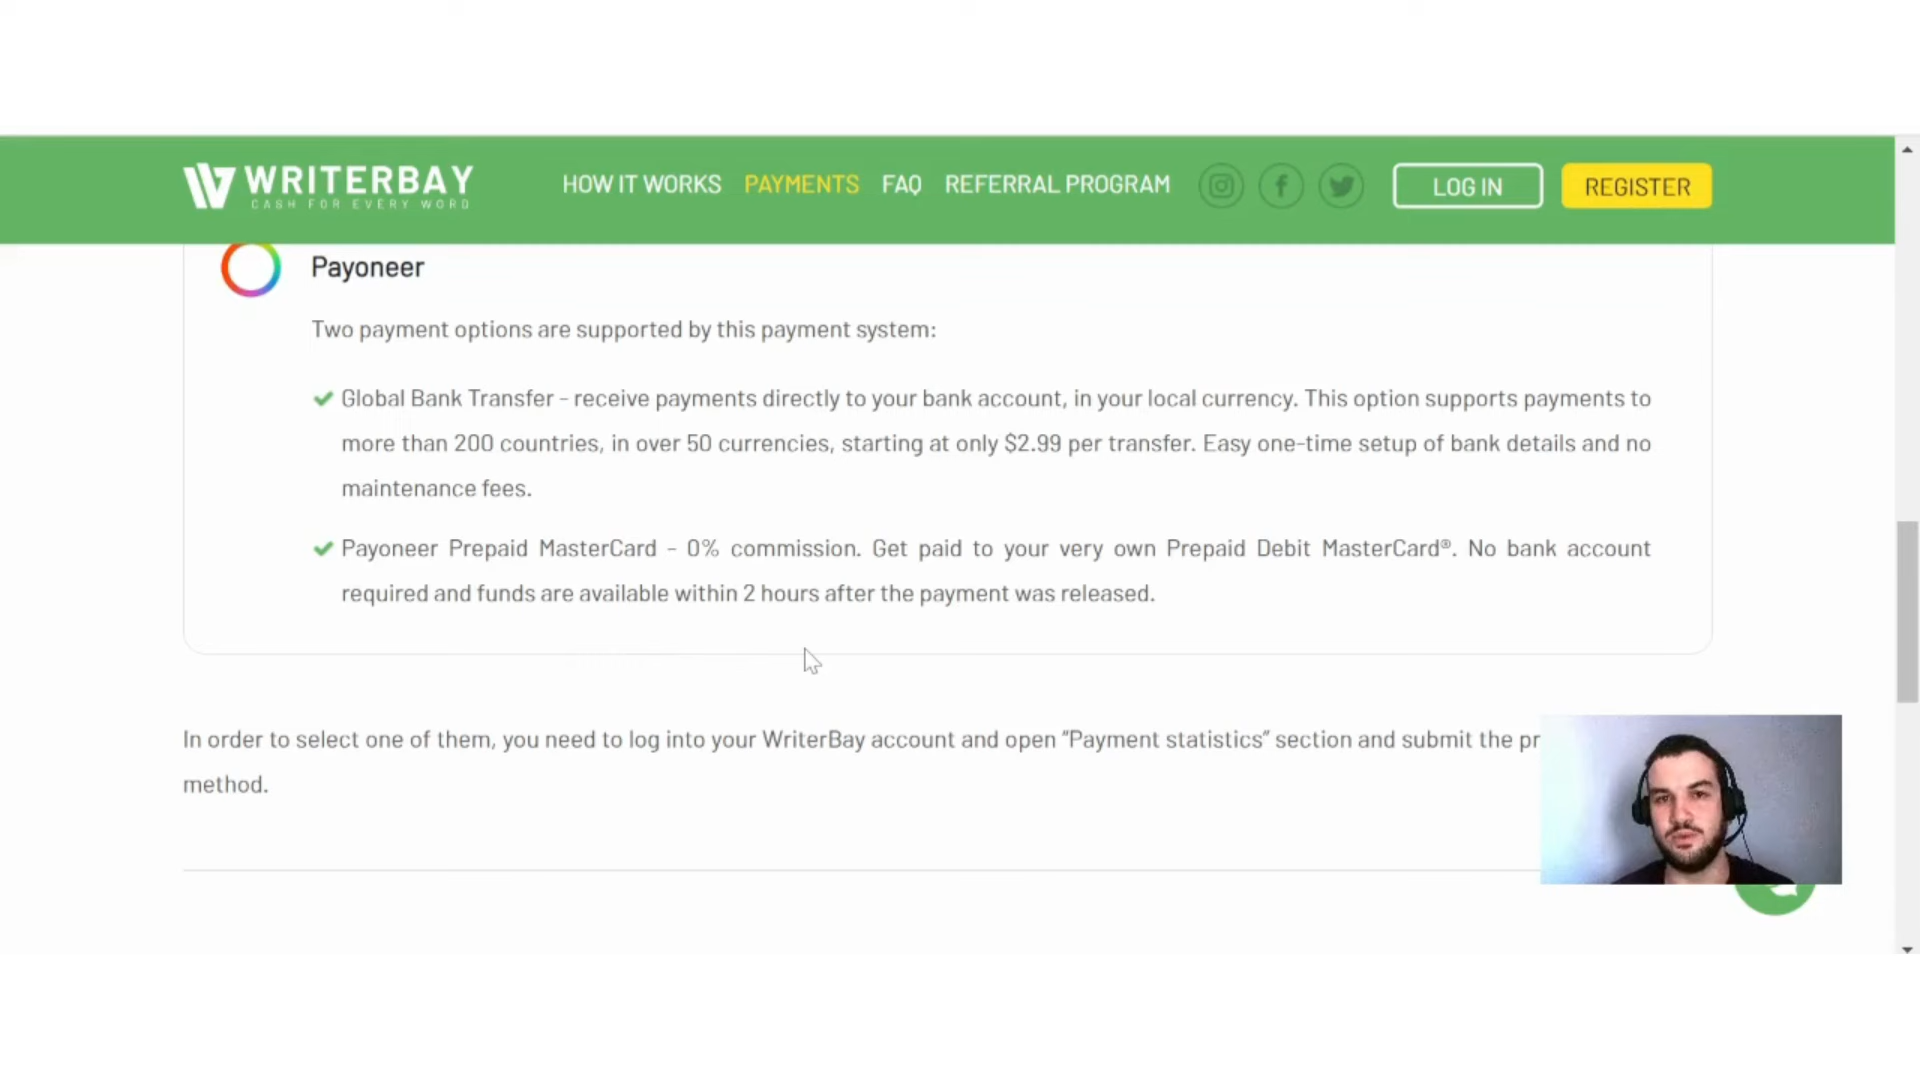 WRITERBAY
CASH FOR EVERY WORD
HOW IT WORKS PAYMENTS FAQ REFERRAL PROGRAM
LOG IN
REGISTER
Payoneer
Two payment options are supported by this payment system:
Global Bank Transfer - receive payments directly to your bank account, in your local currency. This option supports payments to
more than 200 countries, in over 50 currencies, starting at only $2.99 per transfer. Easy one-time setup of bank details and no
maintenance fees.
Payoneer Prepaid MasterCard - 0% commission. Get paid to your very own Prepaid Debit MasterCard®. No bank account
required and funds are available within 2 hours after the payment was released.
In order to select one of them, you need to log into your WriterBay account and open "Payment statistics" section and submit the
method.